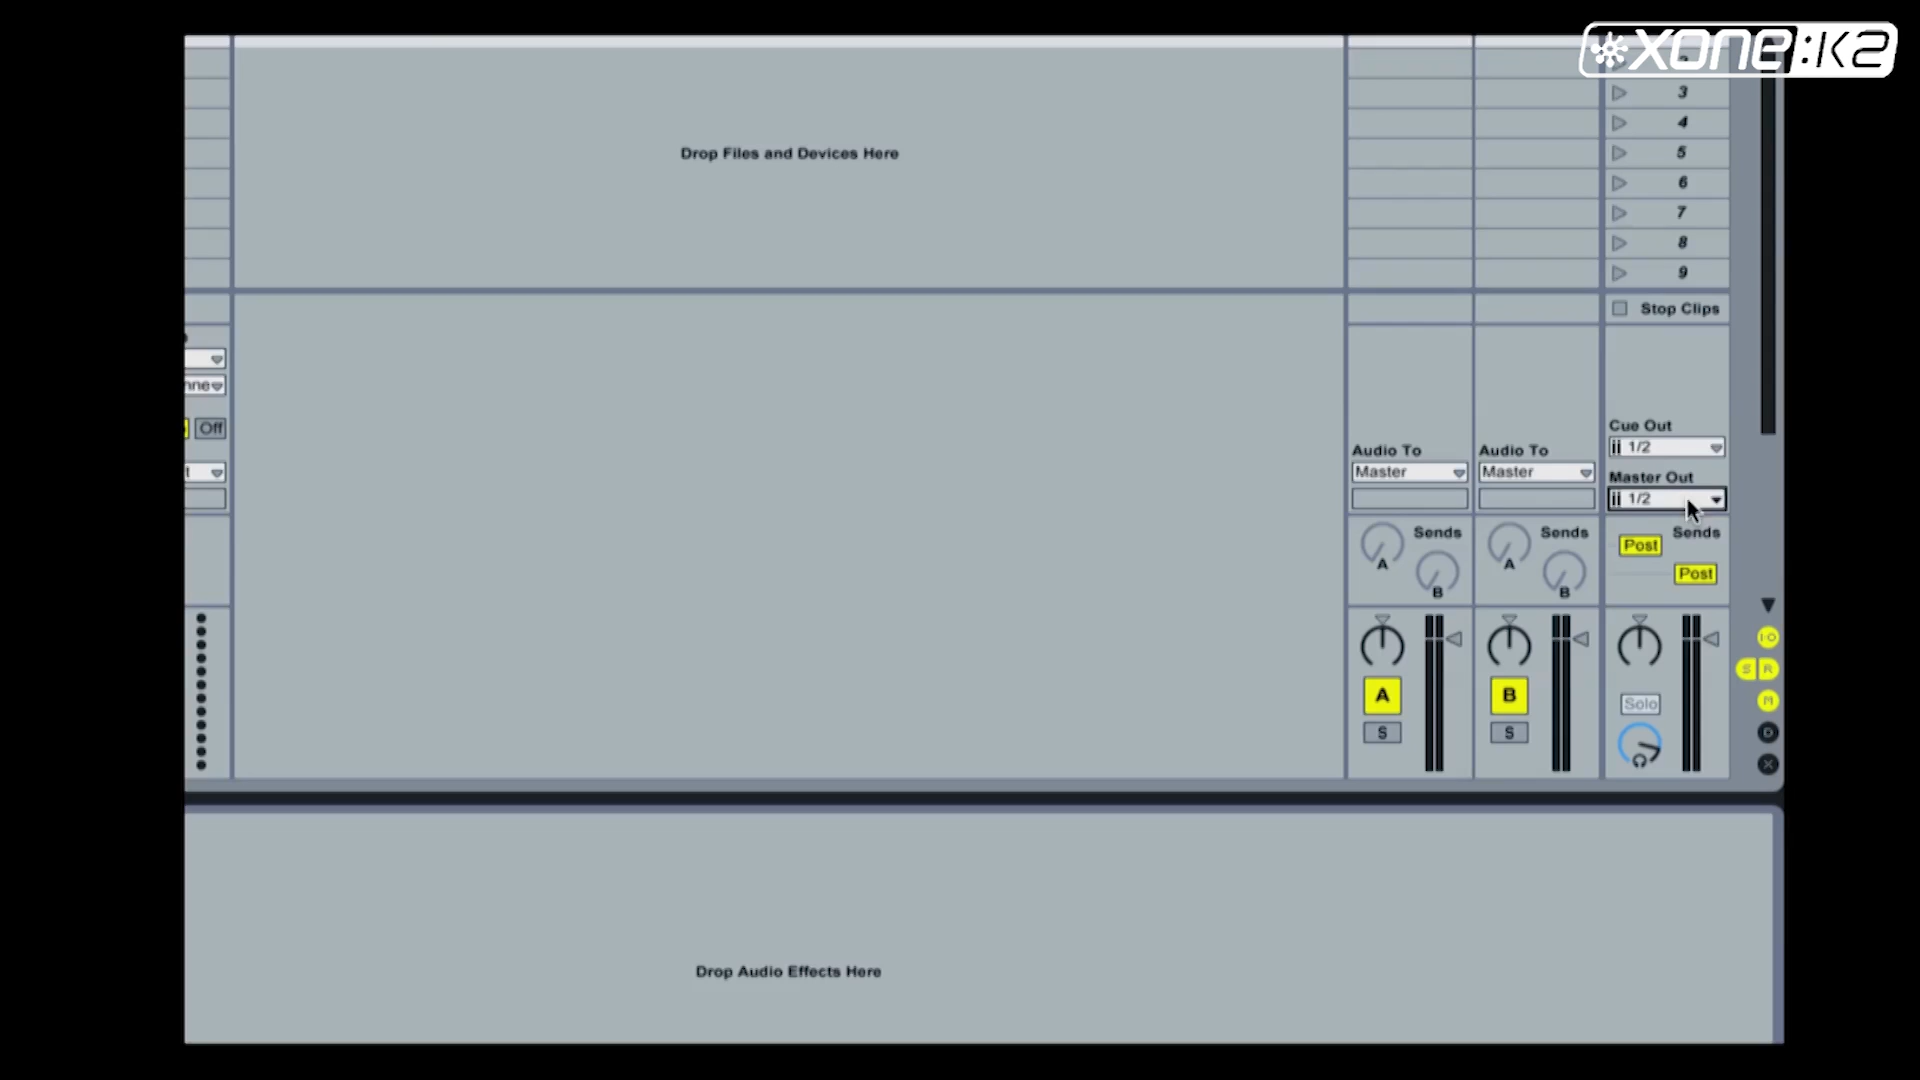 xone:K2
Drop Files and Devices Here
3
4
5
6
7
8
9
Stop Clips
Off
Cue Out
1/2
Audio To
Audio To
Master
Master
Master Out
1/2
Sends
Sends
Sends
A
B
A
B
Post
Post
A
B
S
S
Solo
I·O
S
R
M
D
X
Drop Audio Effects Here